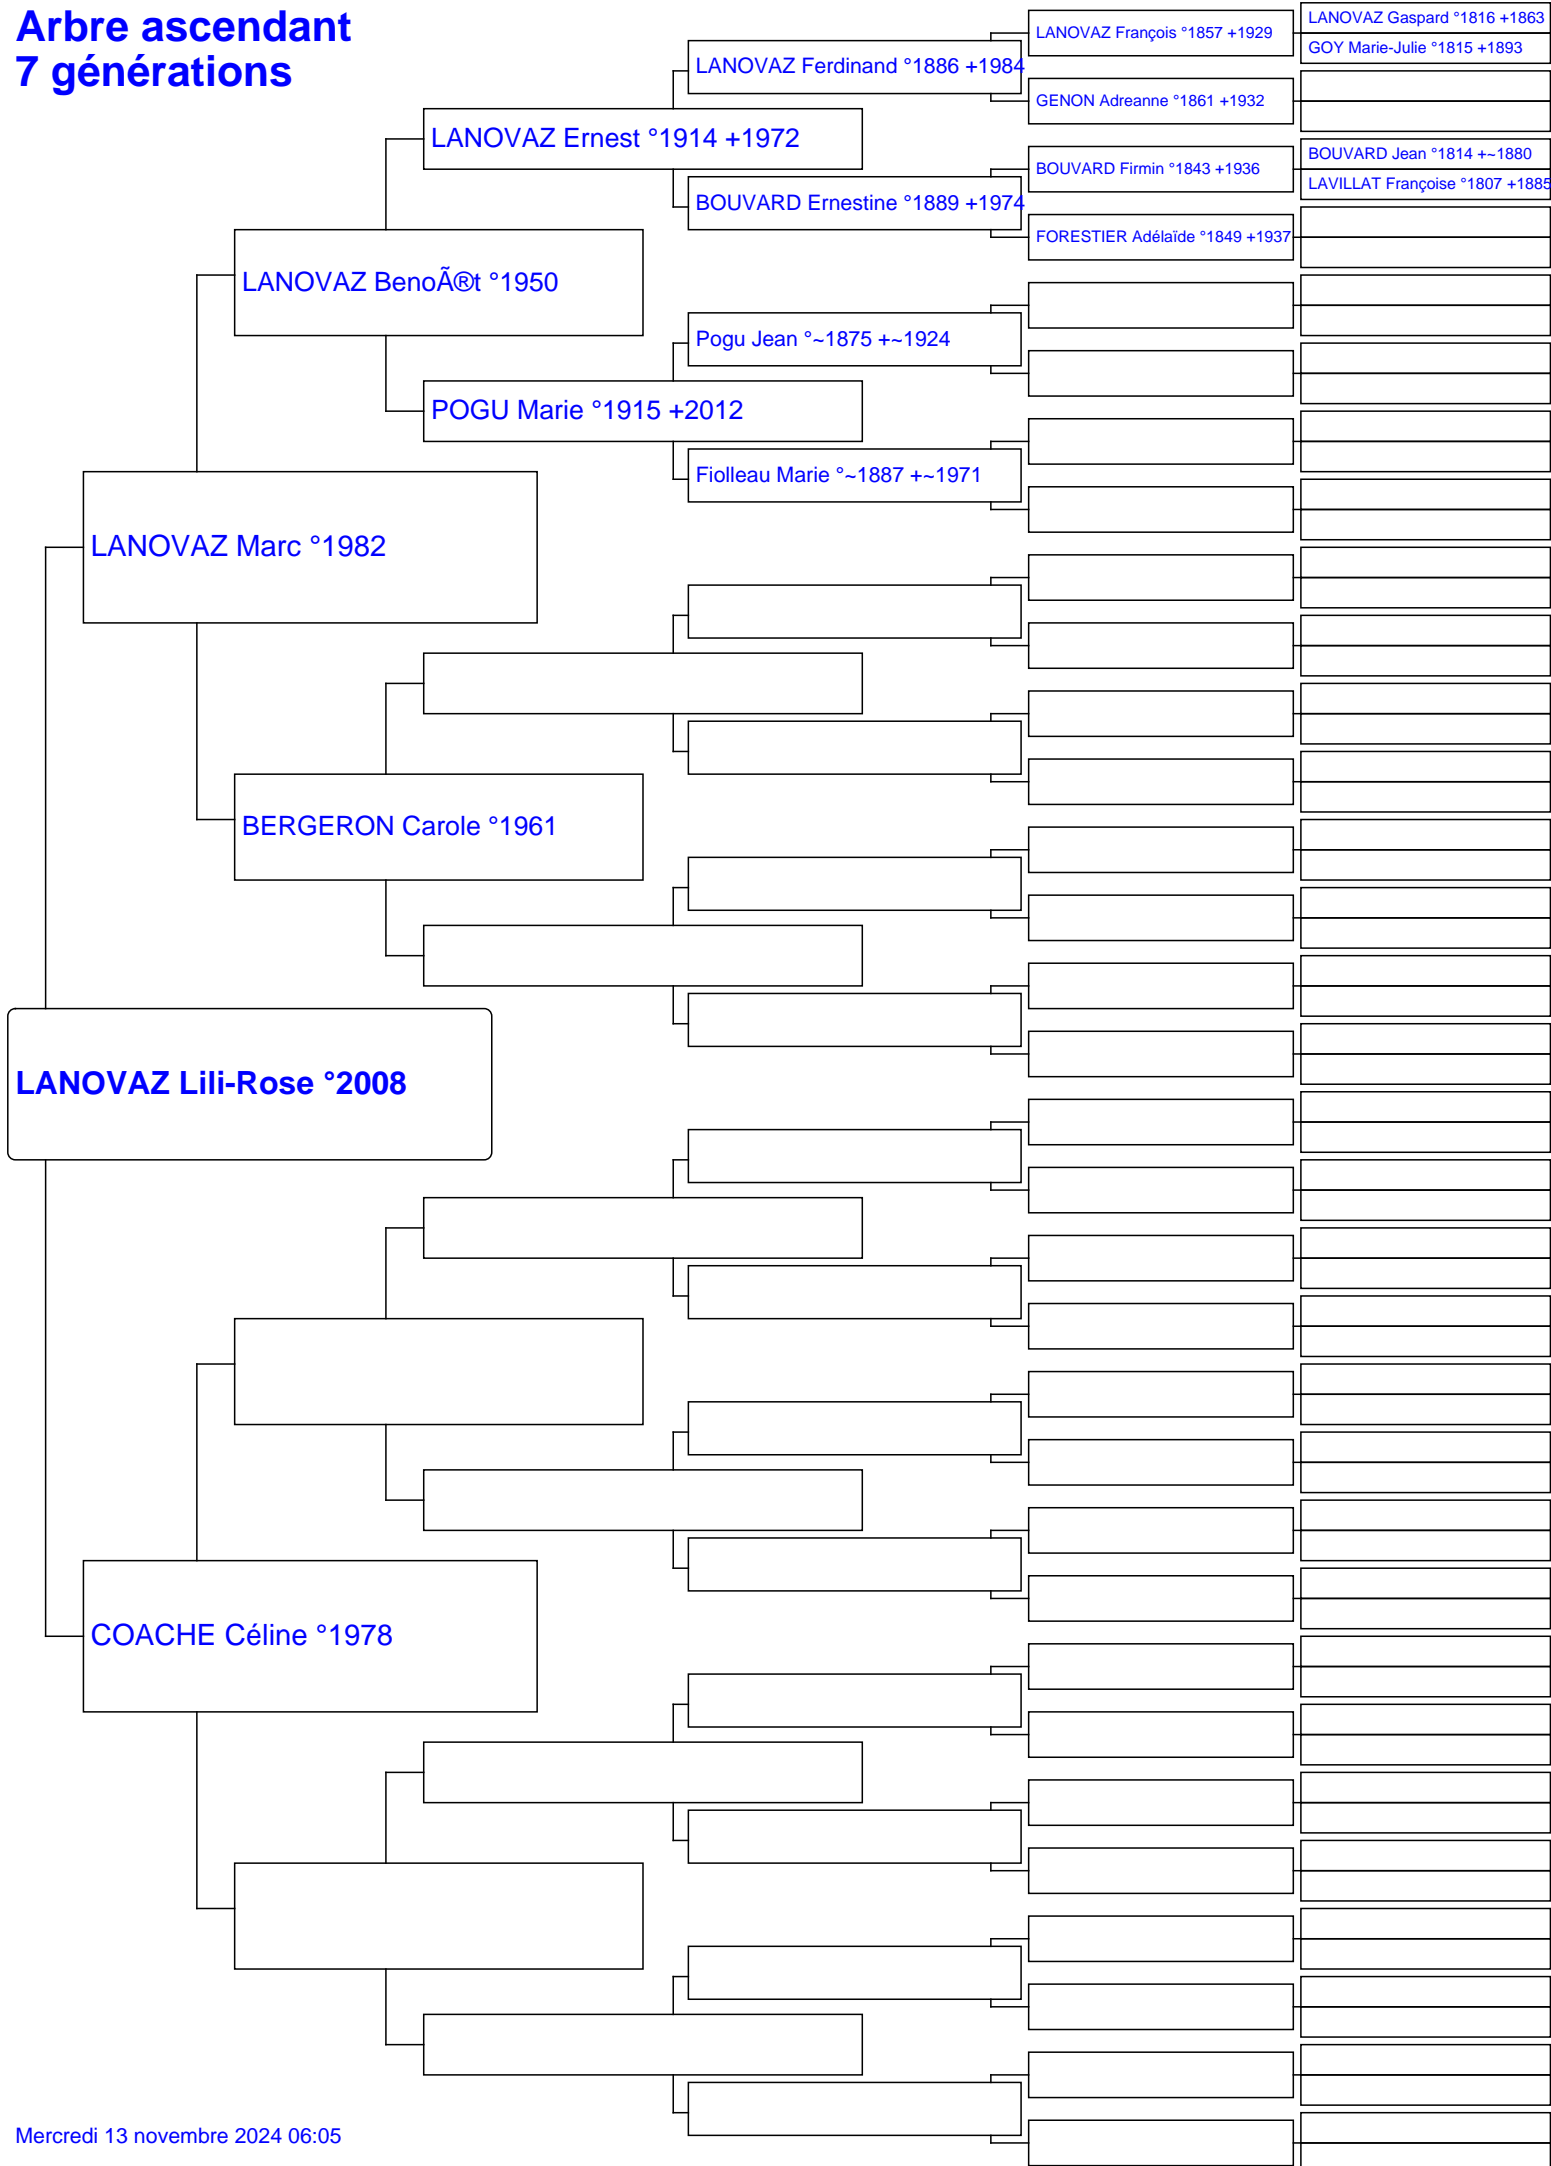 Arbre ascendant
7 générations
LANOVAZ Lili-Rose °2008
LANOVAZ Marc °1982
COACHE Céline °1978
LANOVAZ BenoÃ®t °1950
BERGERON Carole °1961
LANOVAZ Ernest °1914 +1972
POGU Marie °1915 +2012
LANOVAZ Ferdinand °1886 +1984
BOUVARD Ernestine °1889 +1974
Pogu Jean °~1875 +~1924
Fiolleau Marie °~1887 +~1971
LANOVAZ François °1857 +1929
GENON Adreanne °1861 +1932
BOUVARD Firmin °1843 +1936
FORESTIER Adélaïde °1849 +1937
LANOVAZ Gaspard °1816 +1863
GOY Marie-Julie °1815 +1893
BOUVARD Jean °1814 +~1880
LAVILLAT Françoise °1807 +1885
Mercredi 13 novembre 2024 06:05